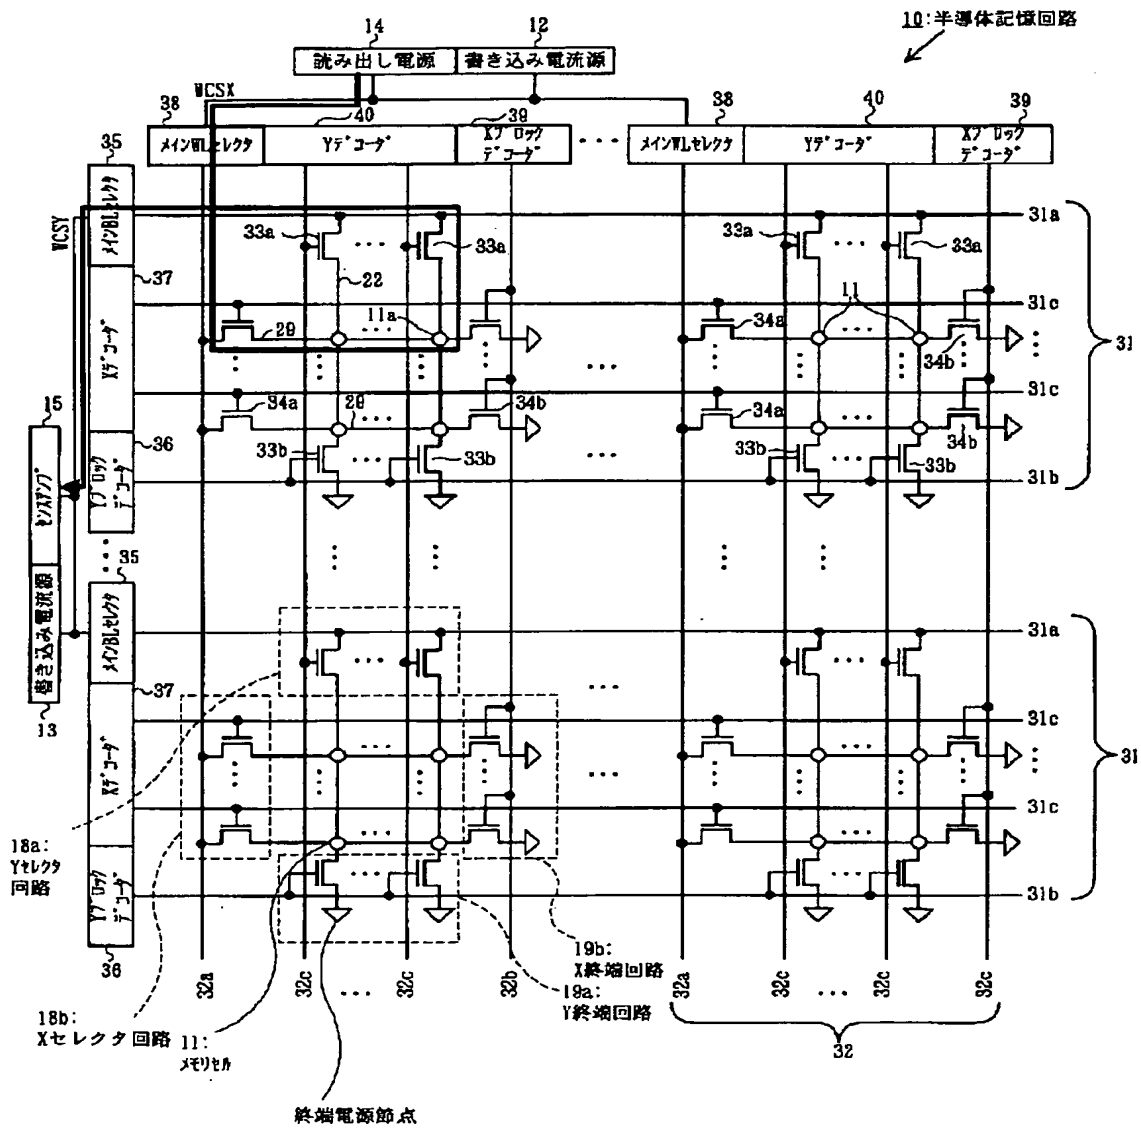 10:半導体記憶回路
14
12
読み出し電源
書き込み電流源
WCSX
38
40
39
38
40
39
メインWLセレクタ
Yデコーダ
Xブロック
デコーダ
...
メインWLセレクタ
Yデコーダ
Xブロック
デコーダ
35
メインBLセレクタ
WCSY
31a
33a
33a
33a
33a
37
22
Xデコーダ
31c
11a
11
29
34a
34b
31
31c
34a
29
34b
34a
34b
15
センスアンプ
36
Yブロック
デコーダ
33b
33b
33b
33b
31b
35
書き込み電流源
13
メインBLセレクタ
31a
37
Xデコーダ
31c
31
31c
18a:
Yセレクタ
回路
Yブロック
デコーダ
31b
36
32a
32c
...
32c
32b
32a
32c
...
32c
32c
19b:
X終端回路
19a:
Y終端回路
18b:
Xセレクタ回路
11:
メモリセル
32
終端電源節点